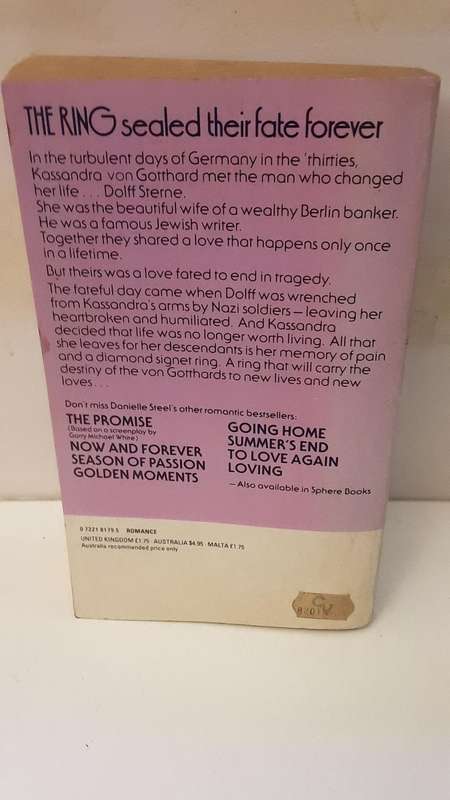 THE RING sealed their fate forever
In the turbulent days of Germany in the 'thirties,
Kassandra von Gotthard met the man who changed
her life... Dolff Sterne.
She was the beautiful wife of a wealthy Berlin banker.
He was a famous Jewish writer.
Together they shared a love that happens only once
in a lifetime.
But theirs was a love fated to end in tragedy.
The fateful day came when Dolff was wrenched
from Kassandra's arms by Nazi soldiers – leaving her
heartbroken and humiliated. And Kassandra
decided that life was no longer worth living. All that
she leaves for her descendants is her memory of pain
and a diamond signet ring. A ring that will carry the
destiny of the von Gotthards to new lives and new
loves...
Don't miss Danielle Steel's other romantic bestsellers:
THE PROMISE
(Based on a screenplay by
Garry Michael White)
NOW AND FOREVER
SEASON OF PASSION
GOLDEN MOMENTS
GOING HOME
SUMMER'S END
TO LOVE AGAIN
LOVING
– Also available in Sphere Books
0 7221 8179 5 ROMANCE
UNITED KINGDOM £1.75 AUSTRALIA $4.95 MALTA £1.75
Australia recommended price only